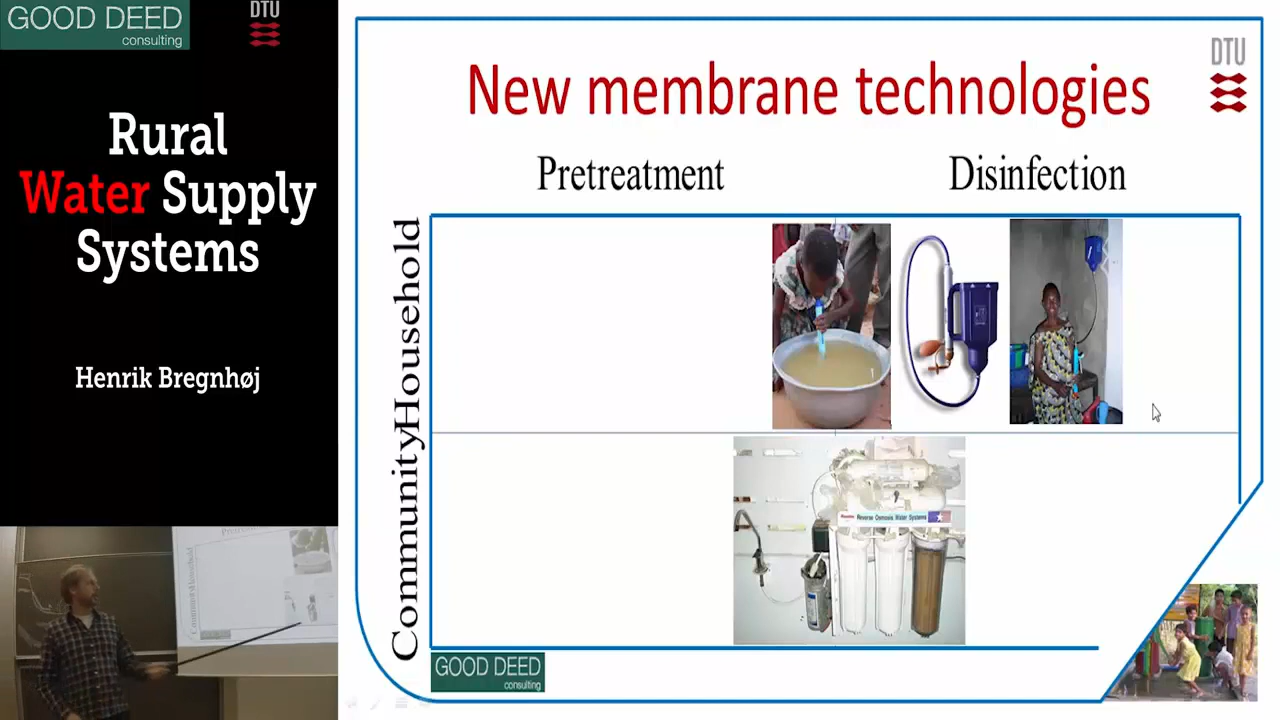 GOOD DEED
consulting
DTU
Rural
Water Supply
Systems
Henrik Bregnhøj
New membrane technologies
DTU
Pretreatment
Disinfection
Household
Community
Reverse Osmosis Water Systems
GOOD DEED
consulting